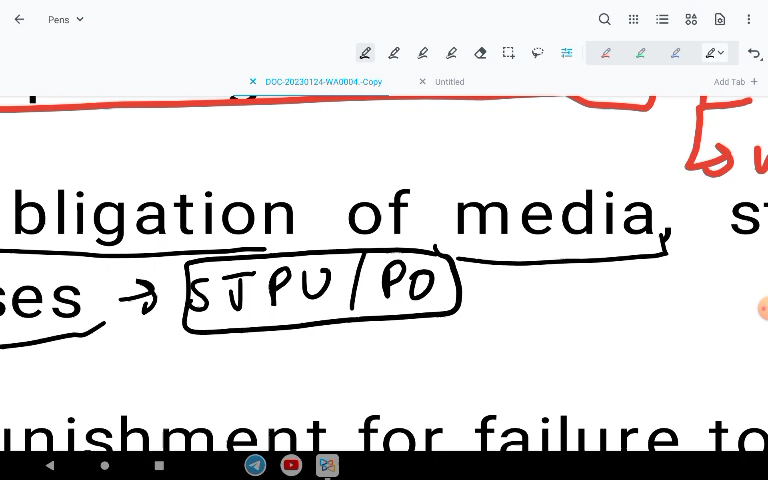 Pens
DOC-20230124-WA0004.-Copy
Untitled
Add Tab
bligation of media, st
ses → SJPU/PO
unishment for failure to